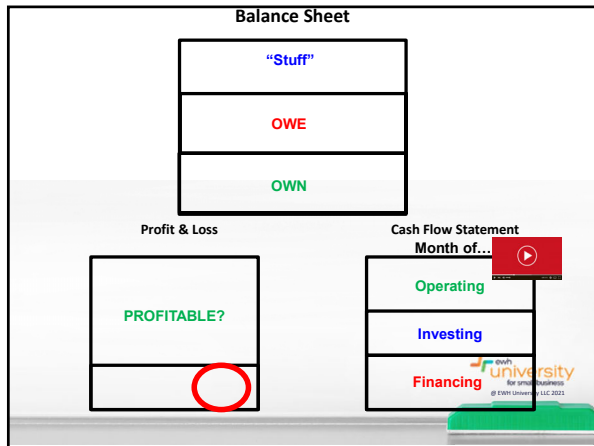 Balance Sheet
“Stuff”
OWE
OWN
Profit & Loss
PROFITABLE?
Cash Flow Statement
Month of...
Operating
Investing
Financing
ewh
university
for small business
@ EWH University LLC 2021